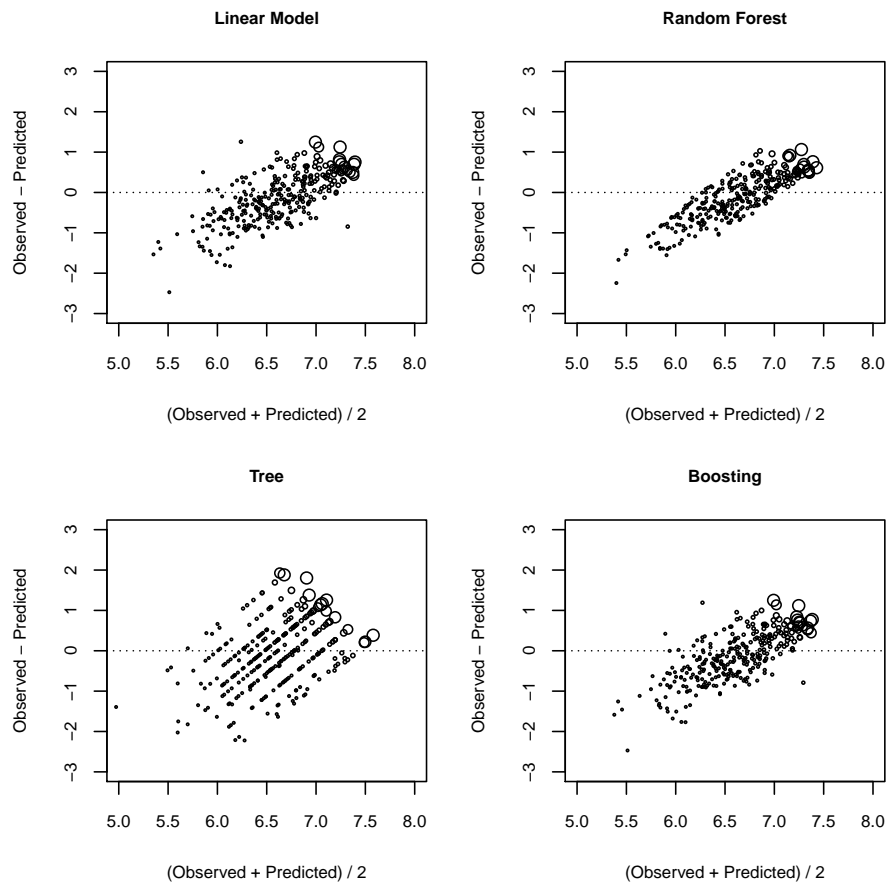 Linear Model
Observed − Predicted
3
2
1
0
−1
−2
−3
5.0 5.5 6.0 6.5 7.0 7.5 8.0
(Observed + Predicted) / 2
Random Forest
Observed − Predicted
3
2
1
0
−1
−2
−3
5.0 5.5 6.0 6.5 7.0 7.5 8.0
(Observed + Predicted) / 2
Tree
Observed − Predicted
3
2
1
0
−1
−2
−3
5.0 5.5 6.0 6.5 7.0 7.5 8.0
(Observed + Predicted) / 2
Boosting
Observed − Predicted
3
2
1
0
−1
−2
−3
5.0 5.5 6.0 6.5 7.0 7.5 8.0
(Observed + Predicted) / 2